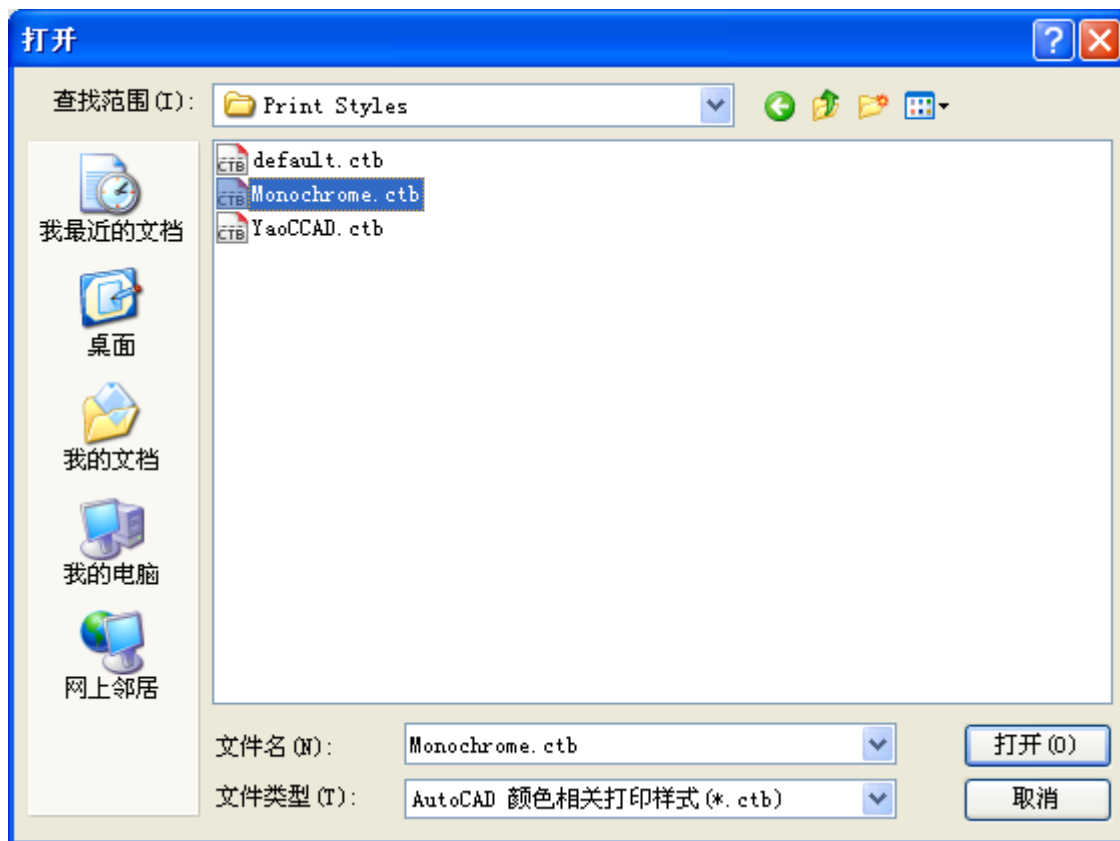 打开
查找范围(I):
Print Styles
default.ctb
Monochrome.ctb
YaoCCAD.ctb
我最近的文档
桌面
我的文档
我的电脑
网上邻居
文件名(N):
Monochrome.ctb
打开(O)
文件类型(T):
AutoCAD 颜色相关打印样式(*.ctb)
取消